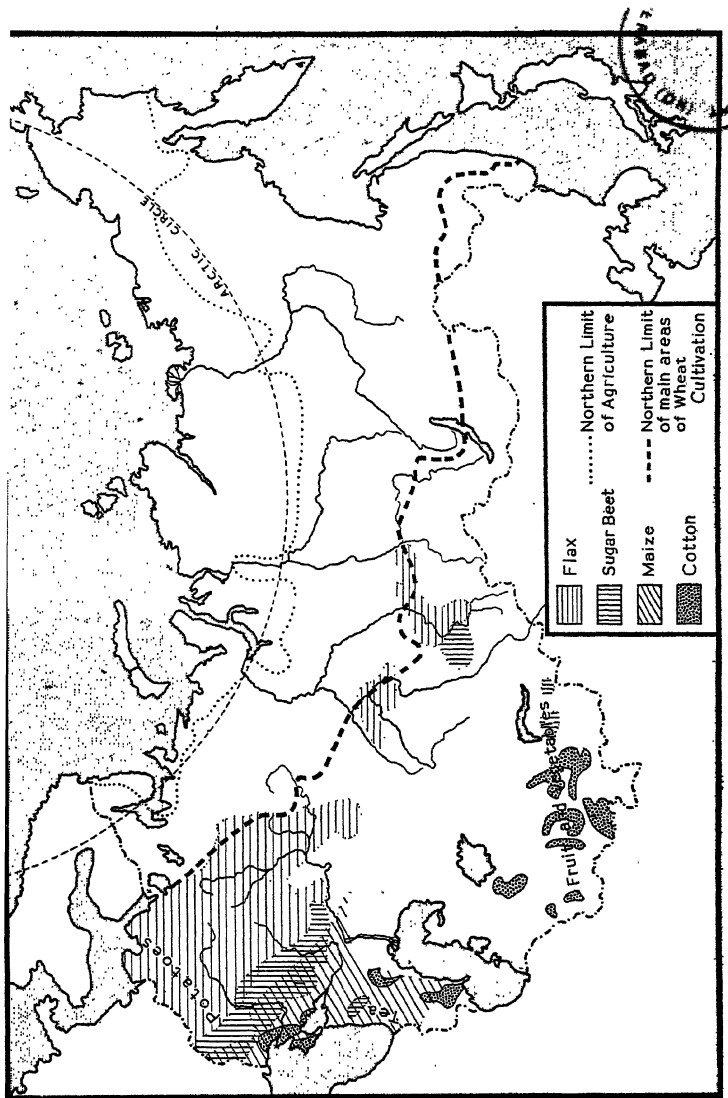 ARCTIC CIRCLE
Potatoes
Fruit and Vegetables
Flax
Sugar Beet
Maize
Cotton
Northern Limit
of Agriculture
Northern Limit
of main areas
of Wheat
Cultivation